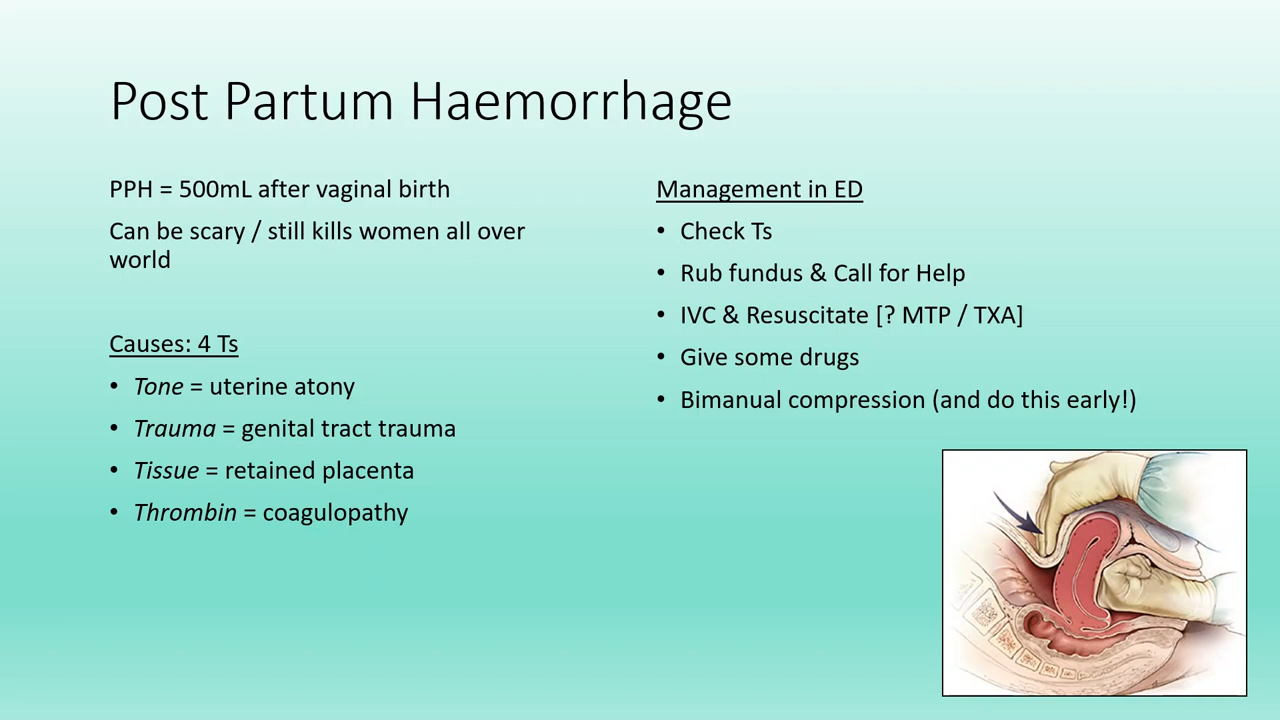 Post Partum Haemorrhage
PPH = 500mL after vaginal birth
Can be scary / still kills women all over
world
Causes: 4 Ts
• Tone = uterine atony
• Trauma = genital tract trauma
• Tissue = retained placenta
• Thrombin = coagulopathy
Management in ED
• Check Ts
• Rub fundus & Call for Help
• IVC & Resuscitate [? MTP / TXA]
• Give some drugs
• Bimanual compression (and do this early!)